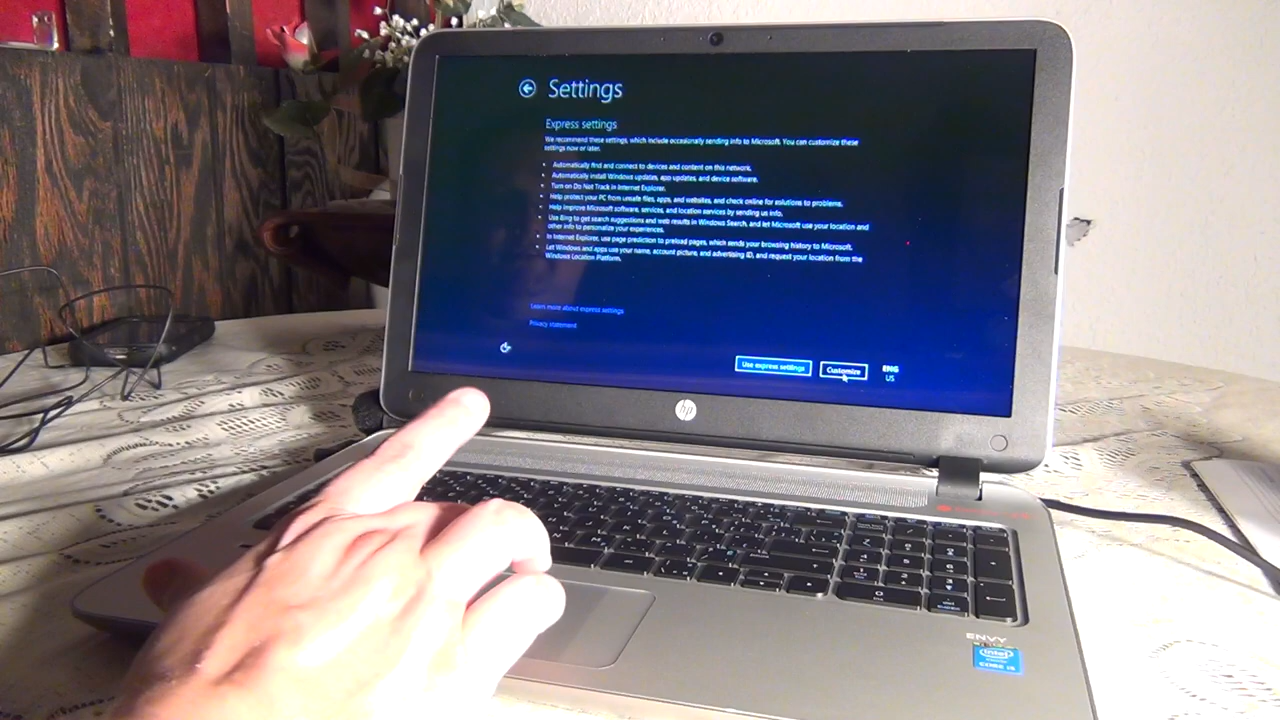 Settings
Express settings
We recommend these settings, which include occasionally sending info to Microsoft. You can customize these
settings now or later.
Automatically find and connect to devices and content on this network.
Automatically install Windows updates, app updates, and device software.
Turn on Do Not Track in Internet Explorer.
Help protect your PC from unsafe files, apps, and websites, and check online for solutions to problems.
Help improve Microsoft software, services, and location services by sending us info.
Use Bing to get search suggestions and web results in Windows Search, and let Microsoft use your location and
other info to personalize your experiences.
In Internet Explorer, use page prediction to preload pages, which sends your browsing history to Microsoft.
Let Windows and apps use your name, account picture, and advertising ID, and request your location from the
Windows Location Platform.
Learn more about express settings
Privacy statement
Use express settings
Customize
ENG
US
hp
ENVY
intel
CORE i5